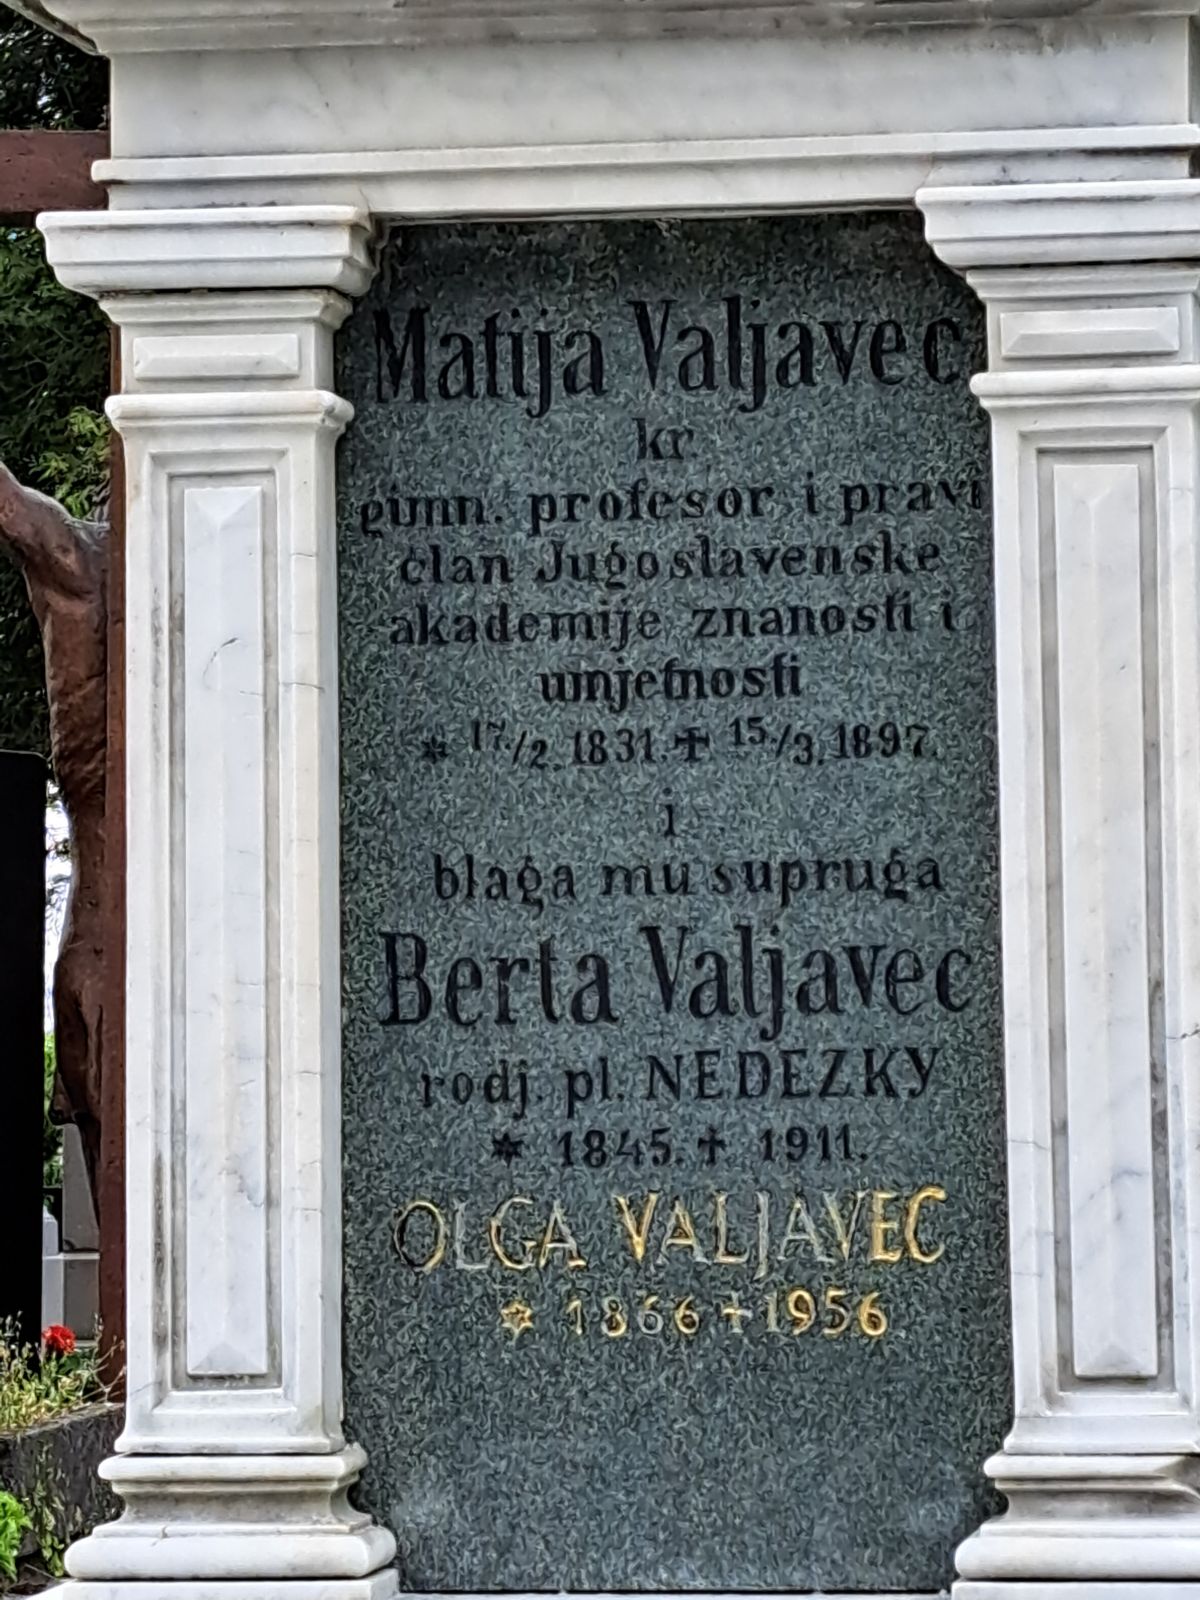 Matija Valjavec
kr.
gimn. profesor i pravi
član Jugoslavenske
akademije znanosti i
umjetnosti
* 17./2. 1831. ✝ 15./3. 1897.
i
blaga mu supruga
Berta Valjavec
rodj. pl. NEDEZKY
* 1845. ✝ 1911.
OLGA VALJAVEC
✡ 1866 ✝ 1956